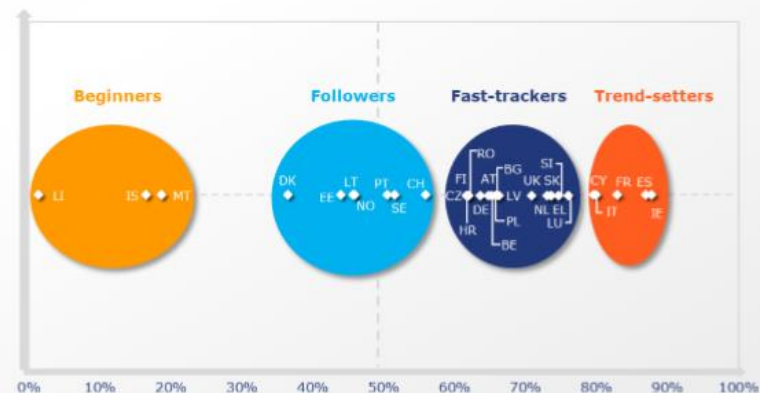 Beginners Followers Fast-trackers Trend-setters
RO
BG SI
DK LT PT CH FI AT UK SK CY FR ES
LI IS MT EE NO SE CZ DE LV NL EL IT IE
HR PL LU
BE
0% 10% 20% 30% 40% 50% 60% 70% 80% 90% 100%